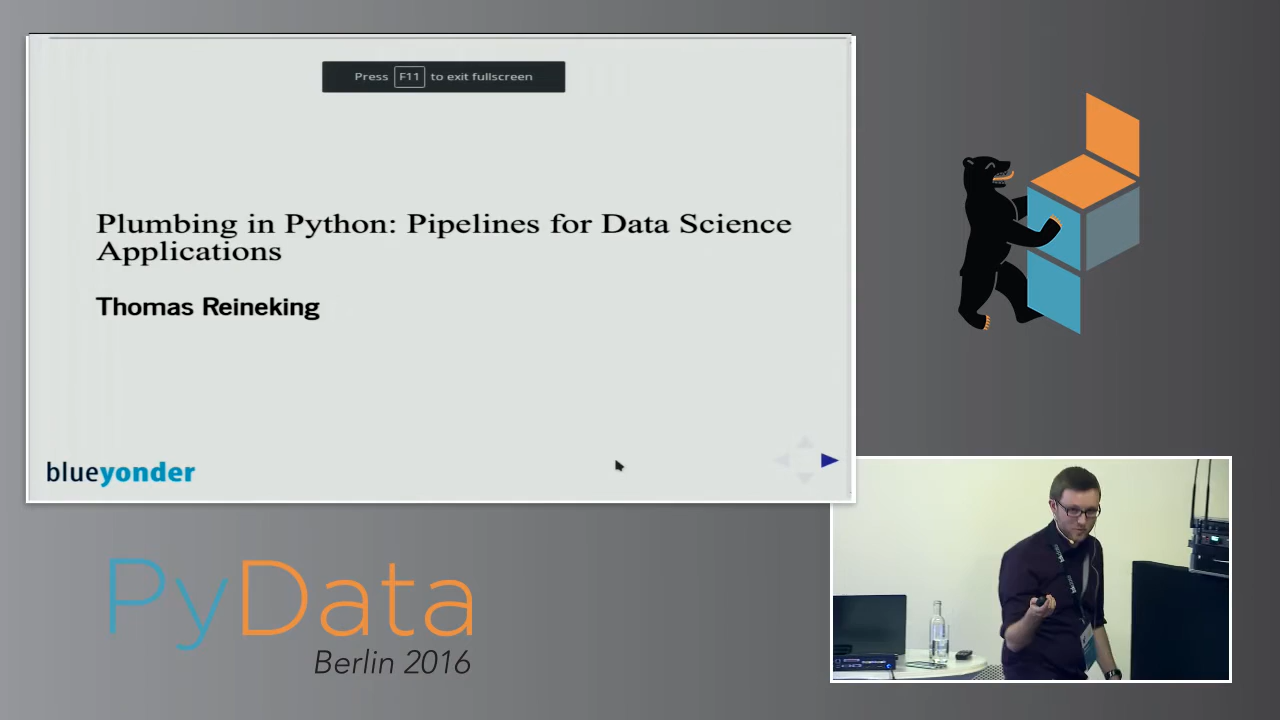 Press F11 to exit fullscreen
Plumbing in Python: Pipelines for Data Science
Applications
Thomas Reineking
blueyonder
PyData
Berlin 2016